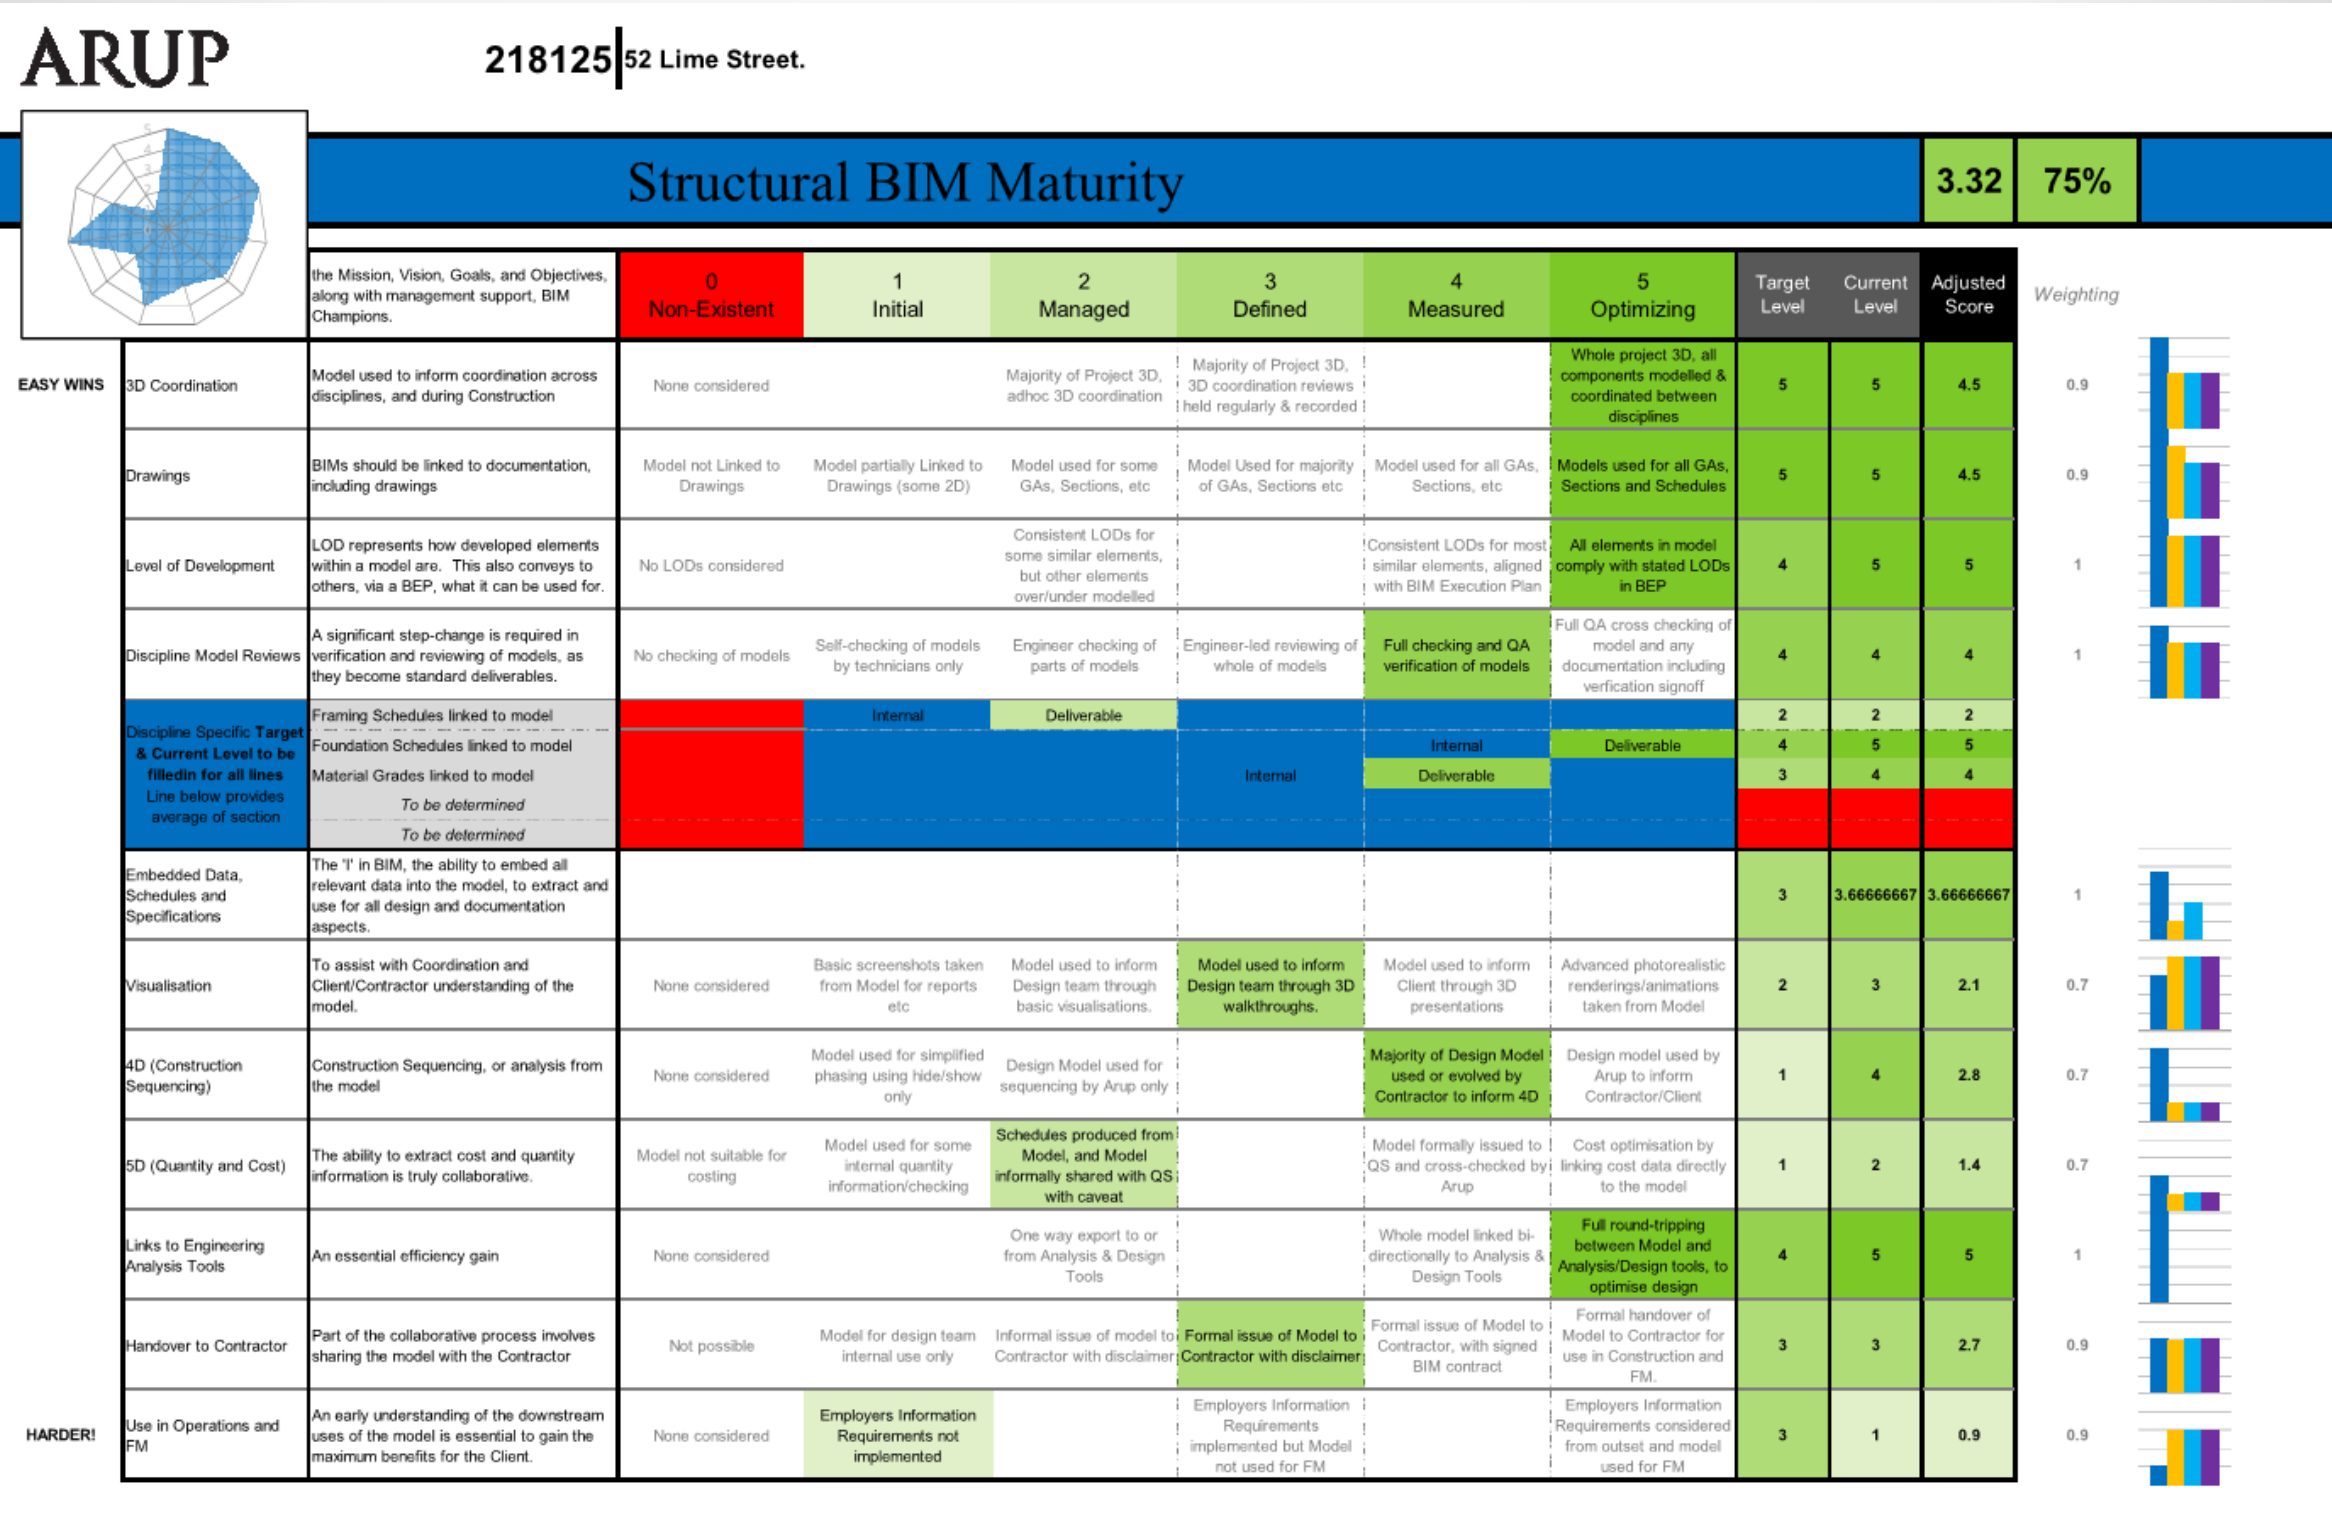 ARUP
218125 52 Lime Street.
5
4
3
2
Structural BIM Maturity
3.32
75%
the Mission, Vision, Goals, and Objectives,
along with management support, BIM
Champions.
0
Non-Existent
1
Initial
2
Managed
3
Defined
4
Measured
5
Optimizing
Target
Level
Current
Level
Adjusted
Score
Weighting
EASY WINS
3D Coordination
Model used to inform coordination across
disciplines, and during Construction
None considered
Majority of Project 3D,
adhoc 3D coordination
Majority of Project 3D,
3D coordination reviews
held regularly & recorded
Whole project 3D, all
components modelled &
coordinated between
disciplines
5
5
4.5
0.9
Drawings
BIMs should be linked to documentation,
including drawings
Model not Linked to
Drawings
Model partially Linked to
Drawings (some 2D)
Model used for some
GAs, Sections, etc
Model Used for majority
of GAs, Sections etc
Model used for all GAs,
Sections, etc
Models used for all GAs,
Sections and Schedules
5
5
4.5
0.9
Level of Development
LOD represents how developed elements
within a model are. This also conveys to
others, via a BEP, what it can be used for.
No LODs considered
Consistent LODs for
some similar elements,
but other elements
over/under modelled
Consistent LODs for most
similar elements, aligned
with BIM Execution Plan
All elements in model
comply with stated LODs
in BEP
4
5
5
1
Discipline Model Reviews
A significant step-change is required in
verification and reviewing of models, as
they become standard deliverables.
No checking of models
Self-checking of models
by technicians only
Engineer checking of
parts of models
Engineer-led reviewing of
whole of models
Full checking and QA
verification of models
Full QA cross checking of
model and any
documentation including
verfication signoff
4
4
4
1
Discipline Specific Target
& Current Level to be
filledin for all lines
Line below provides
average of section
Framing Schedules linked to model
Internal
Deliverable
2
2
2
Foundation Schedules linked to model
Internal
Deliverable
4
5
5
Material Grades linked to model
Internal
Deliverable
3
4
4
To be determined
To be determined
Embedded Data,
Schedules and
Specifications
The 'I' in BIM, the ability to embed all
relevant data into the model, to extract and
use for all design and documentation
aspects.
3
3.66666667
3.66666667
1
Visualisation
To assist with Coordination and
Client/Contractor understanding of the
model.
None considered
Basic screenshots taken
from Model for reports
etc
Model used to inform
Design team through
basic visualisations.
Model used to inform
Design team through 3D
walkthroughs.
Model used to inform
Client through 3D
presentations
Advanced photorealistic
renderings/animations
taken from Model
2
3
2.1
0.7
4D (Construction
Sequencing)
Construction Sequencing, or analysis from
the model
None considered
Model used for simplified
phasing using hide/show
only
Design Model used for
sequencing by Arup only
Majority of Design Model
used or evolved by
Contractor to inform 4D
Design model used by
Arup to inform
Contractor/Client
1
4
2.8
0.7
5D (Quantity and Cost)
The ability to extract cost and quantity
information is truly collaborative.
Model not suitable for
costing
Model used for some
internal quantity
information/checking
Schedules produced from
Model, and Model
informally shared with QS
with caveat
Model formally issued to
QS and cross-checked by
Arup
Cost optimisation by
linking cost data directly
to the model
1
2
1.4
0.7
Links to Engineering
Analysis Tools
An essential efficiency gain
None considered
One way export to or
from Analysis & Design
Tools
Whole model linked bi-
directionally to Analysis &
Design Tools
Full round-tripping
between Model and
Analysis/Design tools, to
optimise design
4
5
5
1
Handover to Contractor
Part of the collaborative process involves
sharing the model with the Contractor
Not possible
Model for design team
internal use only
Informal issue of model to
Contractor with disclaimer
Formal issue of Model to
Contractor with disclaimer
Formal issue of Model to
Contractor, with signed
BIM contract
Formal handover of
Model to Contractor for
use in Construction and
FM.
3
3
2.7
0.9
HARDER!
Use in Operations and
FM
An early understanding of the downstream
uses of the model is essential to gain the
maximum benefits for the Client.
None considered
Employers Information
Requirements not
implemented
Employers Information
Requirements
implemented but Model
not used for FM
Employers Information
Requirements considered
from outset and model
used for FM
3
1
0.9
0.9